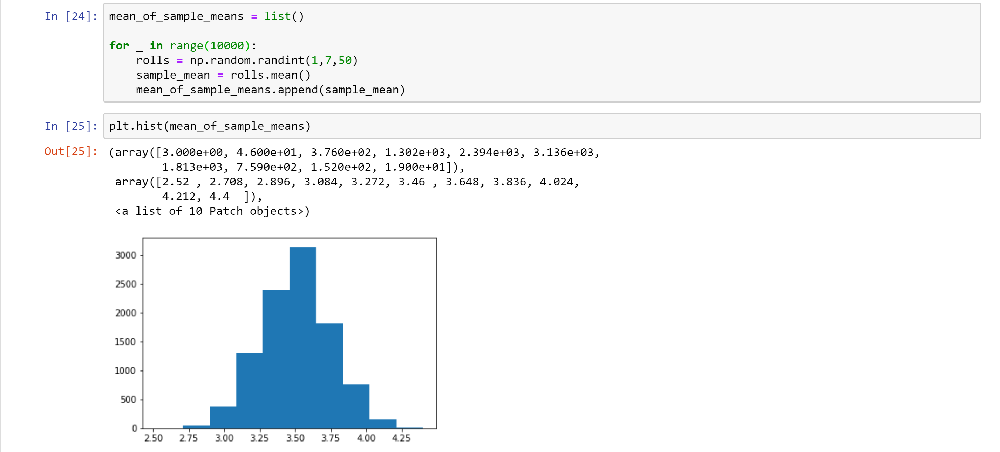 In [24]: mean_of_sample_means = list()
for _ in range(10000):
    rolls = np.random.randint(1,7,50)
    sample_mean = rolls.mean()
    mean_of_sample_means.append(sample_mean)
In [25]: plt.hist(mean_of_sample_means)
Out[25]: (array([3.000e+00, 4.600e+01, 3.760e+02, 1.302e+03, 2.394e+03, 3.136e+03,
        1.813e+03, 7.590e+02, 1.520e+02, 1.900e+01]),
 array([2.52 , 2.708, 2.896, 3.084, 3.272, 3.46 , 3.648, 3.836, 4.024,
        4.212, 4.4  ]),
 <a list of 10 Patch objects>)
3000
2500
2000
1500
1000
500
0
2.50 2.75 3.00 3.25 3.50 3.75 4.00 4.25